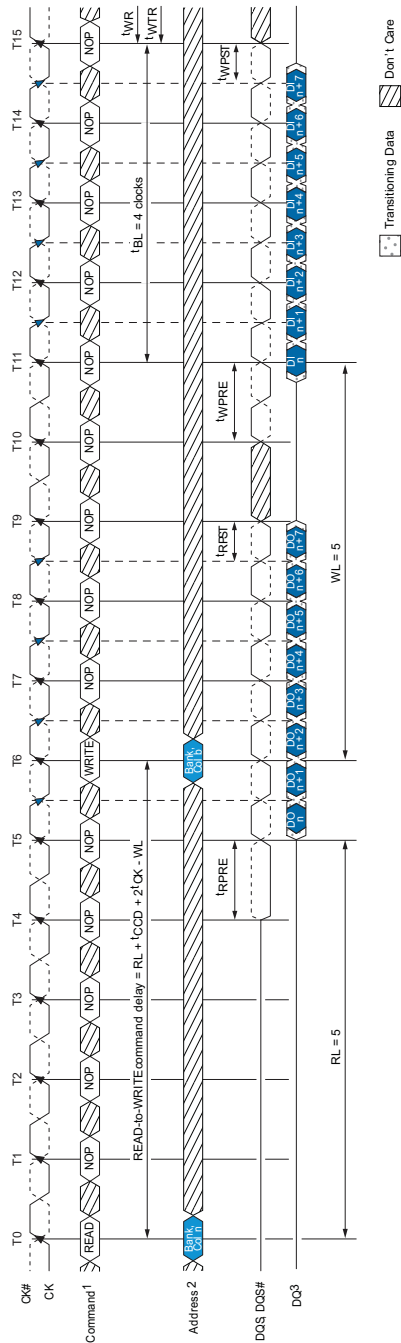 T0 T1 T2 T3 T4 T5 T6 T7 T8 T9 T10 T11 T12 T13 T14 T15
CK#
CK
Command1 READ NOP NOP NOP NOP NOP WRITE NOP NOP NOP NOP NOP NOP NOP NOP NOP
READ-to-WRITEcommand delay = RL + tCCD + 2tCK - WL
tBL = 4 clocks
tWR
tWTR
Address 2
Bank,
Col n
Bank,
Col b
tRPRE tRPST tWPRE tWPST
DQS, DQS#
DQ3
DO
n
DO
n+1
DO
n+2
DO
n+3
DO
n+4
DO
n+5
DO
n+6
DO
n+7
DI
n
DI
n+1
DI
n+2
DI
n+3
DI
n+4
DI
n+5
DI
n+6
DI
n+7
RL = 5
WL = 5
Transitioning Data
Don't Care